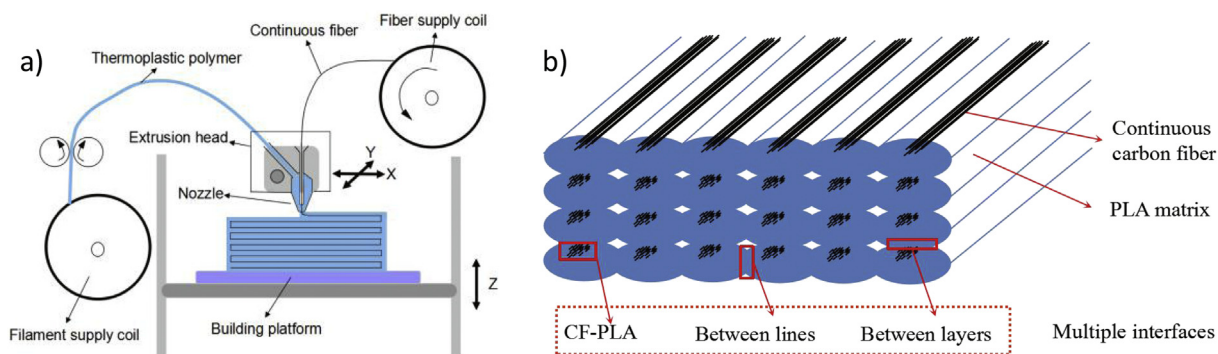 a)
Continuous fiber
Fiber supply coil
Thermoplastic polymer
Extrusion head
Y
X
Nozzle
Z
Filament supply coil
Building platform
b)
Continuous
carbon fiber
PLA matrix
CF-PLA
Between lines
Between layers
Multiple interfaces